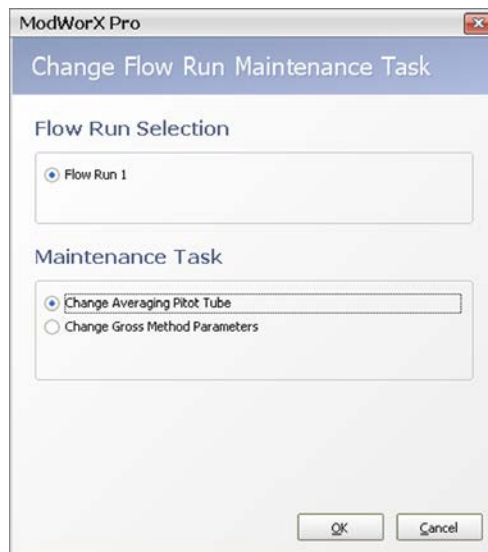 ModWorX Pro
Change Flow Run Maintenance Task
Flow Run Selection
Flow Run 1
Maintenance Task
Change Averaging Pitot Tube
Change Gross Method Parameters
OK
Cancel